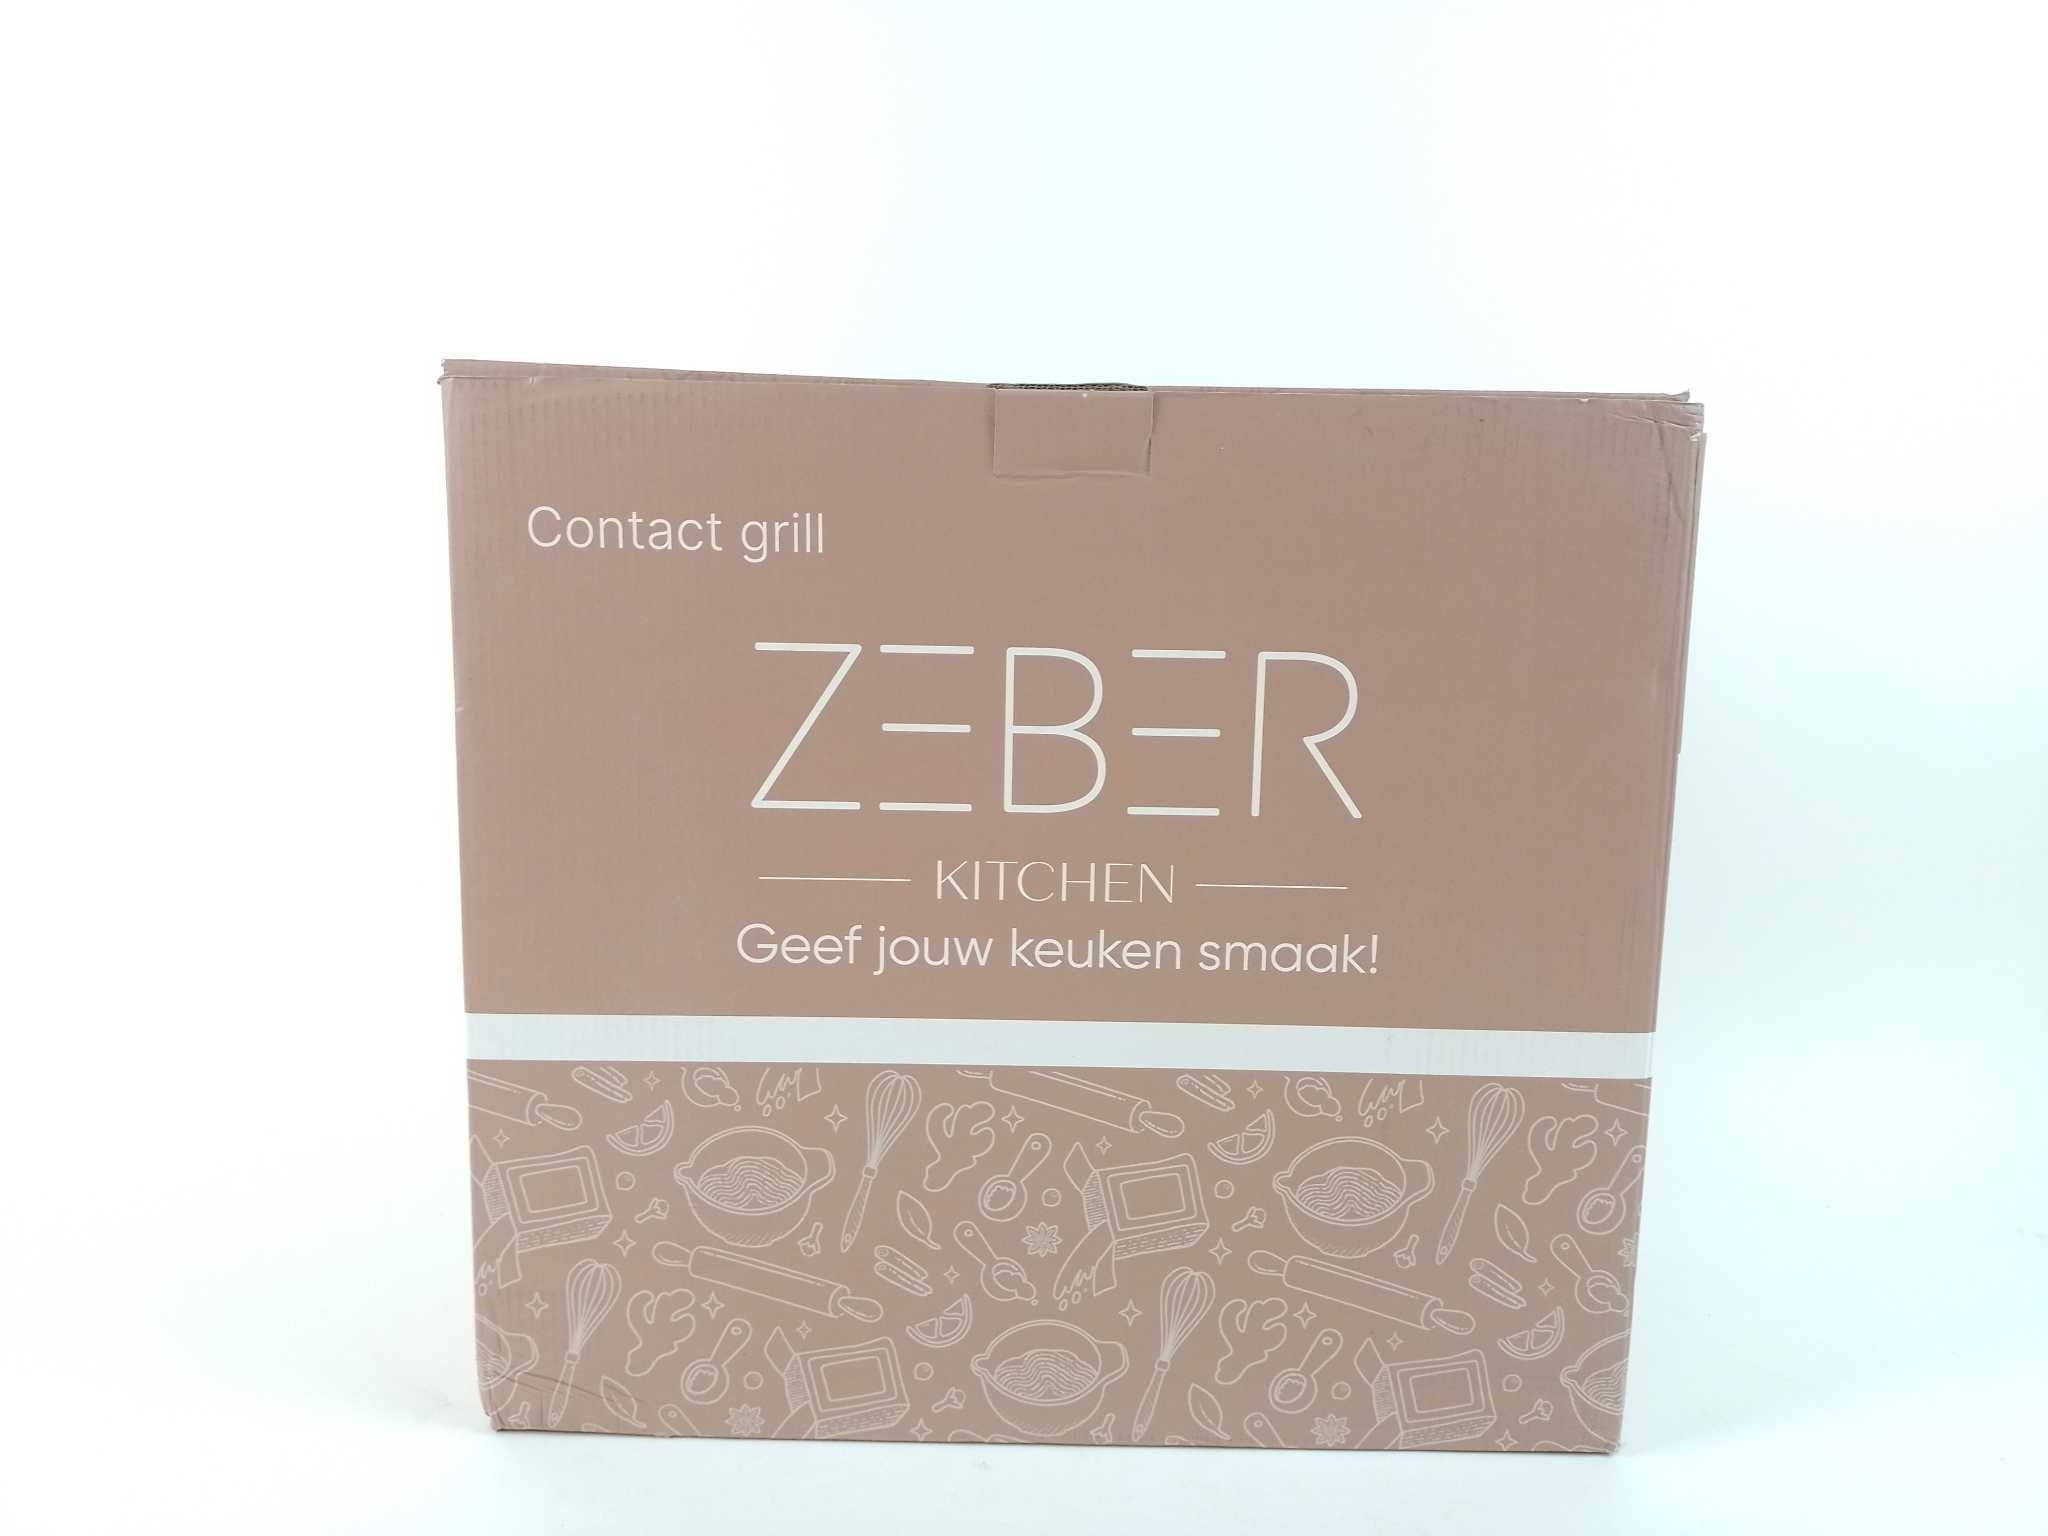 Contact grill
ZEBER
KITCHEN
Geef jouw keuken smaak!